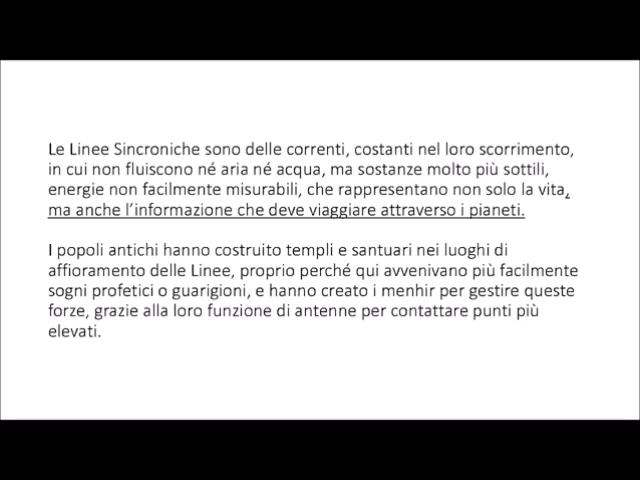 Le Linee Sincroniche sono delle correnti, costanti nel loro scorrimento,
in cui non fluiscono né aria né acqua, ma sostanze molto più sottili,
energie non facilmente misurabili, che rappresentano non solo la vita,
ma anche l'informazione che deve viaggiare attraverso i pianeti.
I popoli antichi hanno costruito templi e santuari nei luoghi di
affioramento delle Linee, proprio perché qui avvenivano più facilmente
sogni profetici o guarigioni, e hanno creato i menhir per gestire queste
forze, grazie alla loro funzione di antenne per contattare punti più
elevati.